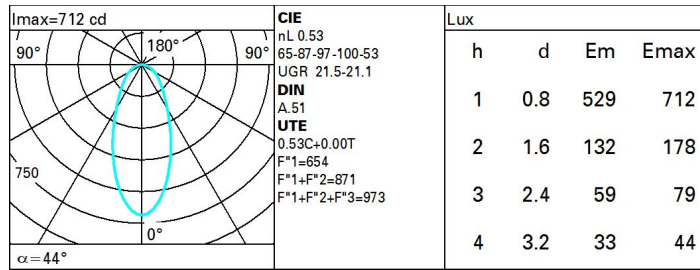 Imax=712 cd
90° 180° 90°
750
0°
α=44°
CIE
nL 0.53
65-87-97-100-53
UGR 21.5-21.1
DIN
A.51
UTE
0.53C+0.00T
F"1=654
F"1+F"2=871
F"1+F"2+F"3=973
Lux
h d Em Emax
1 0.8 529 712
2 1.6 132 178
3 2.4 59 79
4 3.2 33 44